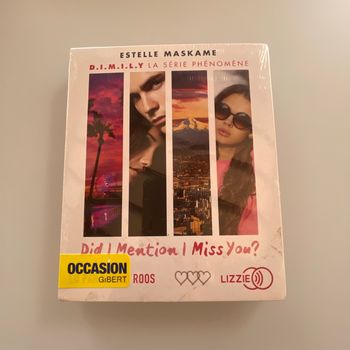 ESTELLE MASKAME
D.I.M.I.L.Y LA SÉRIE PHÉNOMÈNE
Did I Mention I Miss You?
OCCASION
GIBERT
ROOS
LIZZIE